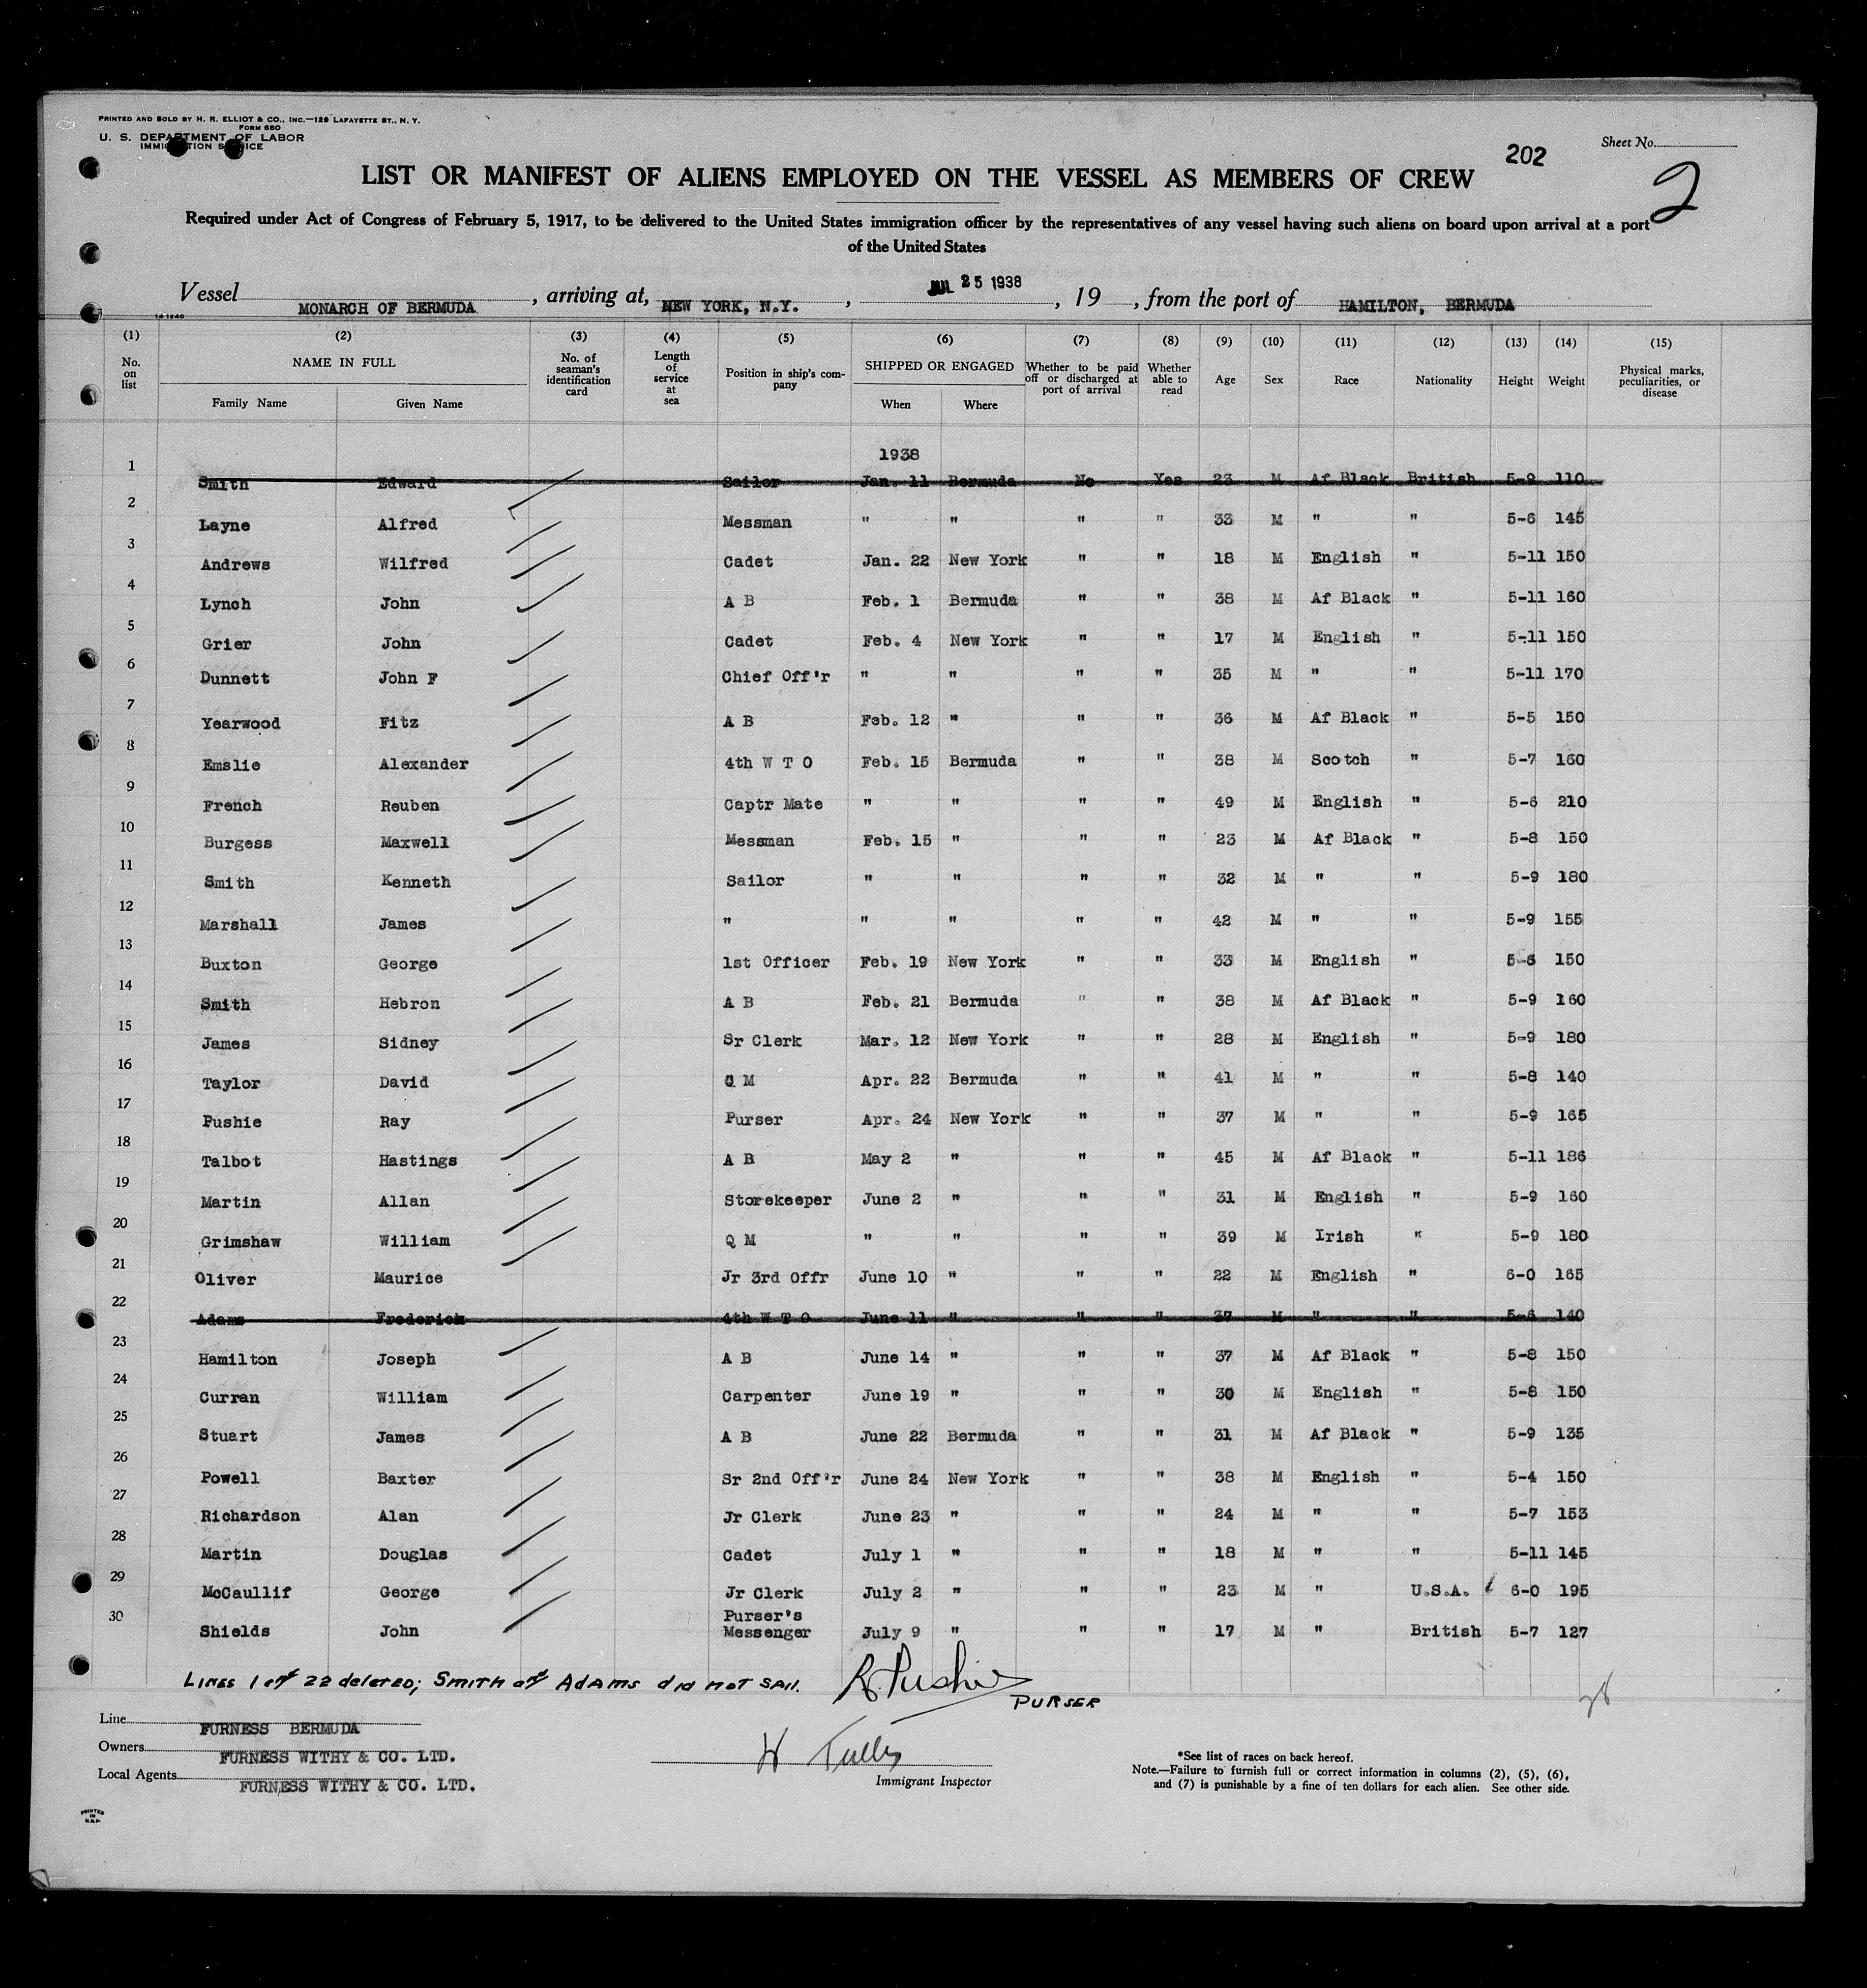 PRINTED AND SOLD BY H. R. ELLIOT & CO., INC.—129 LAFAYETTE ST., N. Y.
FORM 680
U. S. DEPARTMENT OF LABOR
IMMIGRATION SERVICE
202
Sheet No.
2
LIST OR MANIFEST OF ALIENS EMPLOYED ON THE VESSEL AS MEMBERS OF CREW
Required under Act of Congress of February 5, 1917, to be delivered to the United States immigration officer by the representatives of any vessel having such aliens on board upon arrival at a port
of the United States
Vessel MONARCH OF BERMUDA, arriving at, NEW YORK, N.Y., JUL 25 1938, 19 , from the port of HAMILTON, BERMUDA
14-1240
(1) (2) (3) (4) (5) (6) (7) (8) (9) (10) (11) (12) (13) (14) (15)
No. on list NAME IN FULL Family Name Given Name No. of seaman's identification card Length of service at sea Position in ship's company SHIPPED OR ENGAGED When Where Whether to be paid off or discharged at port of arrival Whether able to read Age Sex Race Nationality Height Weight Physical marks, peculiarities, or disease
1938
1 Smith Edward Sailor Jan. 11 Bermuda No Yes 23 M Af Black British 5-9 110
2 Layne Alfred Messman " " " " 33 M " " 5-6 145
3 Andrews Wilfred Cadet Jan. 22 New York " " 18 M English " 5-11 150
4 Lynch John A B Feb. 1 Bermuda " " 38 M Af Black " 5-11 160
5 Grier John Cadet Feb. 4 New York " " 17 M English " 5-11 150
6 Dunnett John F Chief Off'r " " " " 35 M " " 5-11 170
7 Yearwood Fitz A B Feb. 12 " " " 36 M Af Black " 5-5 150
8 Emslie Alexander 4th W T O Feb. 15 Bermuda " " 38 M Scotch " 5-7 160
9 French Reuben Captr Mate " " " " 49 M English " 5-6 210
10 Burgess Maxwell Messman Feb. 15 " " " 23 M Af Black " 5-8 150
11 Smith Kenneth Sailor " " " " 32 M " " 5-9 180
12 Marshall James " " " " " 42 M " " 5-9 155
13 Buxton George 1st Officer Feb. 19 New York " " 33 M English " 5-6 150
14 Smith Hebron A B Feb. 21 Bermuda " " 38 M Af Black " 5-9 160
15 James Sidney Sr Clerk Mar. 12 New York " " 28 M English " 5-9 180
16 Taylor David Q M Apr. 22 Bermuda " " 41 M " " 5-8 140
17 Pushie Ray Purser Apr. 24 New York " " 37 M " " 5-9 165
18 Talbot Hastings A B May 2 " " " 45 M Af Black " 5-11 186
19 Martin Allan Storekeeper June 2 " " " 31 M English " 5-9 160
20 Grimshaw William Q M " " " " 39 M Irish " 5-9 180
21 Oliver Maurice Jr 3rd Offr June 10 " " " 22 M English " 6-0 165
22 Adams Frederick 4th W T O June 11 " " " 37 M " " 5-6 140
23 Hamilton Joseph A B June 14 " " " 37 M Af Black " 5-8 150
24 Curran William Carpenter June 19 " " " 30 M English " 5-8 150
25 Stuart James A B June 22 Bermuda " " 31 M Af Black " 5-9 135
26 Powell Baxter Sr 2nd Off'r June 24 New York " " 38 M English " 5-4 150
27 Richardson Alan Jr Clerk June 23 " " " 24 M " " 5-7 153
28 Martin Douglas Cadet July 1 " " " 18 M " " 5-11 145
29 McCaullif George Jr Clerk July 2 " " " 23 M " U.S.A. 6-0 195
30 Shields John Purser's Messenger July 9 " " " 17 M " British 5-7 127
LINES 1 and 22 deleted; SMITH and ADAMS did not SAIL. R. Pushie
PURSER
28
Line FURNESS BERMUDA
Owners FURNESS WITHY & CO. LTD.
Local Agents FURNESS WITHY & CO. LTD.
W Tully
Immigrant Inspector
*See list of races on back hereof.
Note.—Failure to furnish full or correct information in columns (2), (5), (6),
and (7) is punishable by a fine of ten dollars for each alien. See other side.
PRINTED
IN
U.S.A.